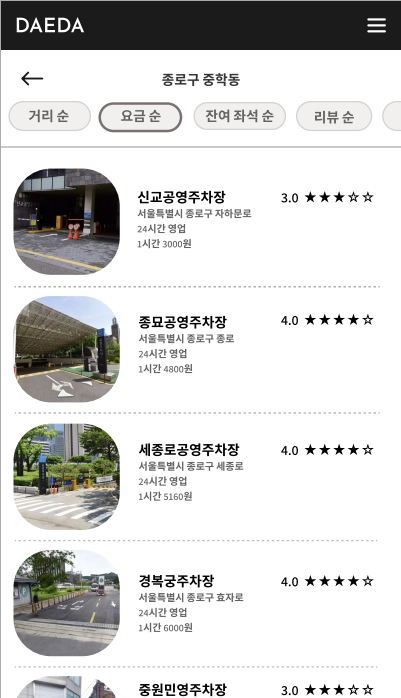 DAEDA
종로구 중학동
거리 순 요금 순 잔여 좌석 순 리뷰 순
신교공영주차장 3.0 ★★★☆☆
서울특별시 종로구 자하문로
24시간 영업
1시간 3000원
종묘공영주차장 4.0 ★★★★☆
서울특별시 종로구 종로
24시간 영업
1시간 4800원
세종로공영주차장 4.0 ★★★★☆
서울특별시 종로구 세종로
24시간 영업
1시간 5160원
경복궁주차장 4.0 ★★★★☆
서울특별시 종로구 효자로
24시간 영업
1시간 6000원
중원민영주차장 3.0 ★★★☆☆